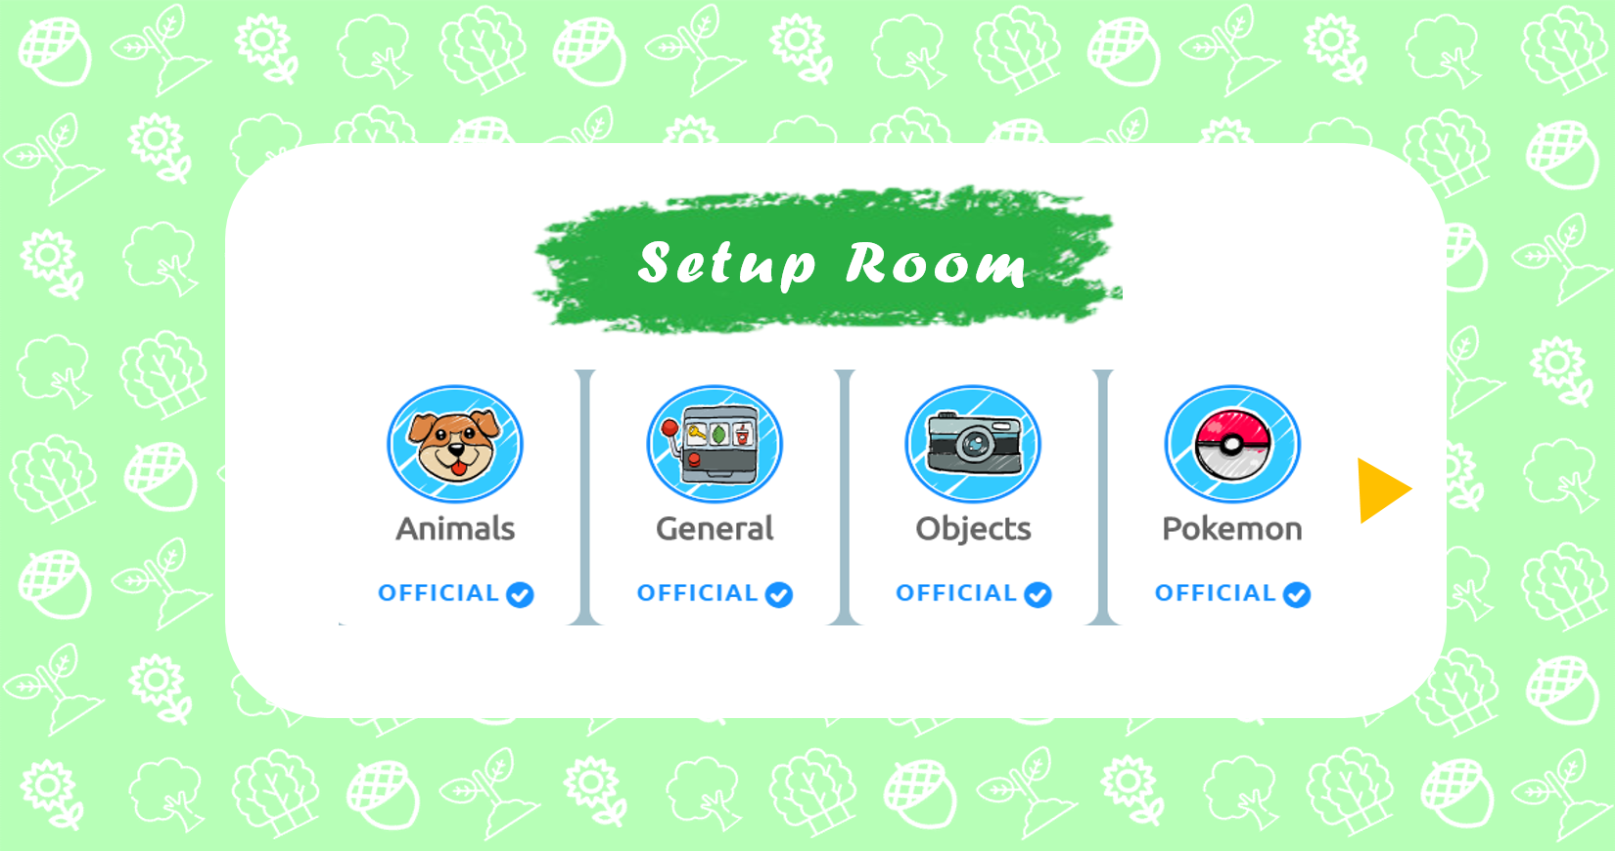 Setup Room
Animals
General
Objects
Pokemon
OFFICIAL
OFFICIAL
OFFICIAL
OFFICIAL